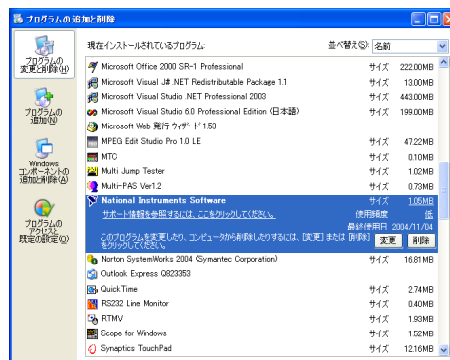 プログラムの追加と削除
現在インストールされているプログラム:
並べ替え(S): 名前
プログラムの
変更と削除(H)
プログラムの
追加(N)
Windows
コンポーネントの
追加と削除(A)
プログラムの
アクセスと
既定の設定(O)
Microsoft Office 2000 SR-1 Professional サイズ 222.00MB
Microsoft Visual J# .NET Redistributable Package 1.1 サイズ 13.00MB
Microsoft Visual Studio .NET Professional 2003 サイズ 443.00MB
Microsoft Visual Studio 6.0 Professional Edition (日本語) サイズ 199.00MB
Microsoft Web 発行 ウィザード 1.50
MPEG Edit Studio Pro 1.0 LE サイズ 47.22MB
MTC サイズ 0.10MB
Multi Jump Tester サイズ 1.02MB
Multi-PAS Ver1.2 サイズ 0.73MB
National Instruments Software サイズ 1.05MB
サポート情報を参照するには、ここをクリックしてください。 使用頻度 低
最終使用日 2004/11/04
このプログラムを変更したり、コンピュータから削除したりするには、[変更] または [削除]
をクリックしてください。 変更 削除
Norton SystemWorks 2004 (Symantec Corporation) サイズ 16.81MB
Outlook Express Q823353
QuickTime サイズ 2.74MB
RS232 Line Monitor サイズ 0.40MB
RTMV サイズ 1.93MB
Scope for Windows サイズ 1.52MB
Synaptics TouchPad サイズ 12.16MB